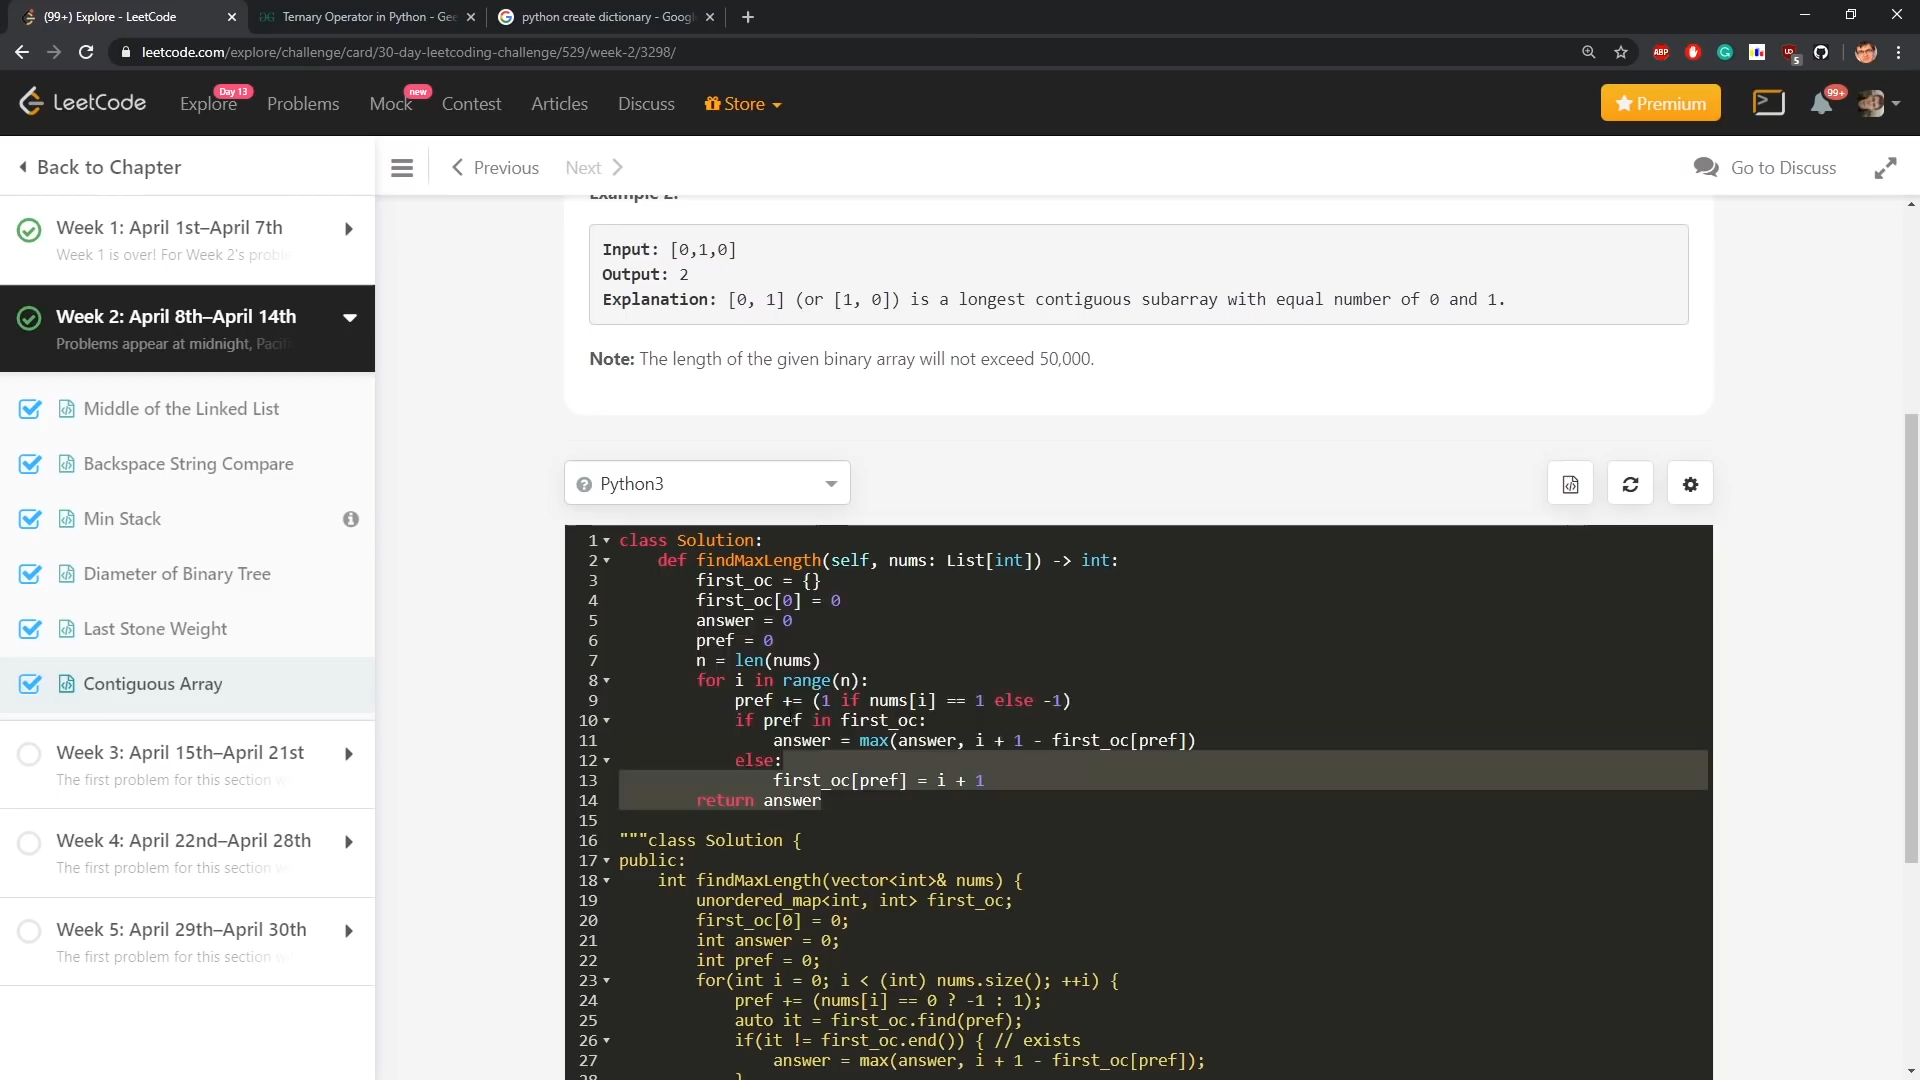 (99+) Explore - LeetCode
Ternary Operator in Python - Gee
python create dictionary - Googl
leetcode.com/explore/challenge/card/30-day-leetcoding-challenge/529/week-2/3298/
ABP
5
LeetCode
Explore
Day 13
Problems
Mock
new
Contest
Articles
Discuss
Store
Premium
99+
Back to Chapter
Previous
Next
Go to Discuss
Week 1: April 1st–April 7th
Week 1 is over! For Week 2's proble
Week 2: April 8th–April 14th
Problems appear at midnight, Pacifi
Middle of the Linked List
Backspace String Compare
Min Stack
Diameter of Binary Tree
Last Stone Weight
Contiguous Array
Week 3: April 15th–April 21st
The first problem for this section w
Week 4: April 22nd–April 28th
The first problem for this section w
Week 5: April 29th–April 30th
The first problem for this section w
Example 2:
Input: [0,1,0]
Output: 2
Explanation: [0, 1] (or [1, 0]) is a longest contiguous subarray with equal number of 0 and 1.
Note: The length of the given binary array will not exceed 50,000.
Python3
1 class Solution:
2     def findMaxLength(self, nums: List[int]) -> int:
3         first_oc = {}
4         first_oc[0] = 0
5         answer = 0
6         pref = 0
7         n = len(nums)
8         for i in range(n):
9             pref += (1 if nums[i] == 1 else -1)
10             if pref in first_oc:
11                 answer = max(answer, i + 1 - first_oc[pref])
12             else:
13                 first_oc[pref] = i + 1
14         return answer
15
16 """class Solution {
17 public:
18     int findMaxLength(vector<int>& nums) {
19         unordered_map<int, int> first_oc;
20         first_oc[0] = 0;
21         int answer = 0;
22         int pref = 0;
23         for(int i = 0; i < (int) nums.size(); ++i) {
24             pref += (nums[i] == 0 ? -1 : 1);
25             auto it = first_oc.find(pref);
26             if(it != first_oc.end()) { // exists
27                 answer = max(answer, i + 1 - first_oc[pref]);
28             }